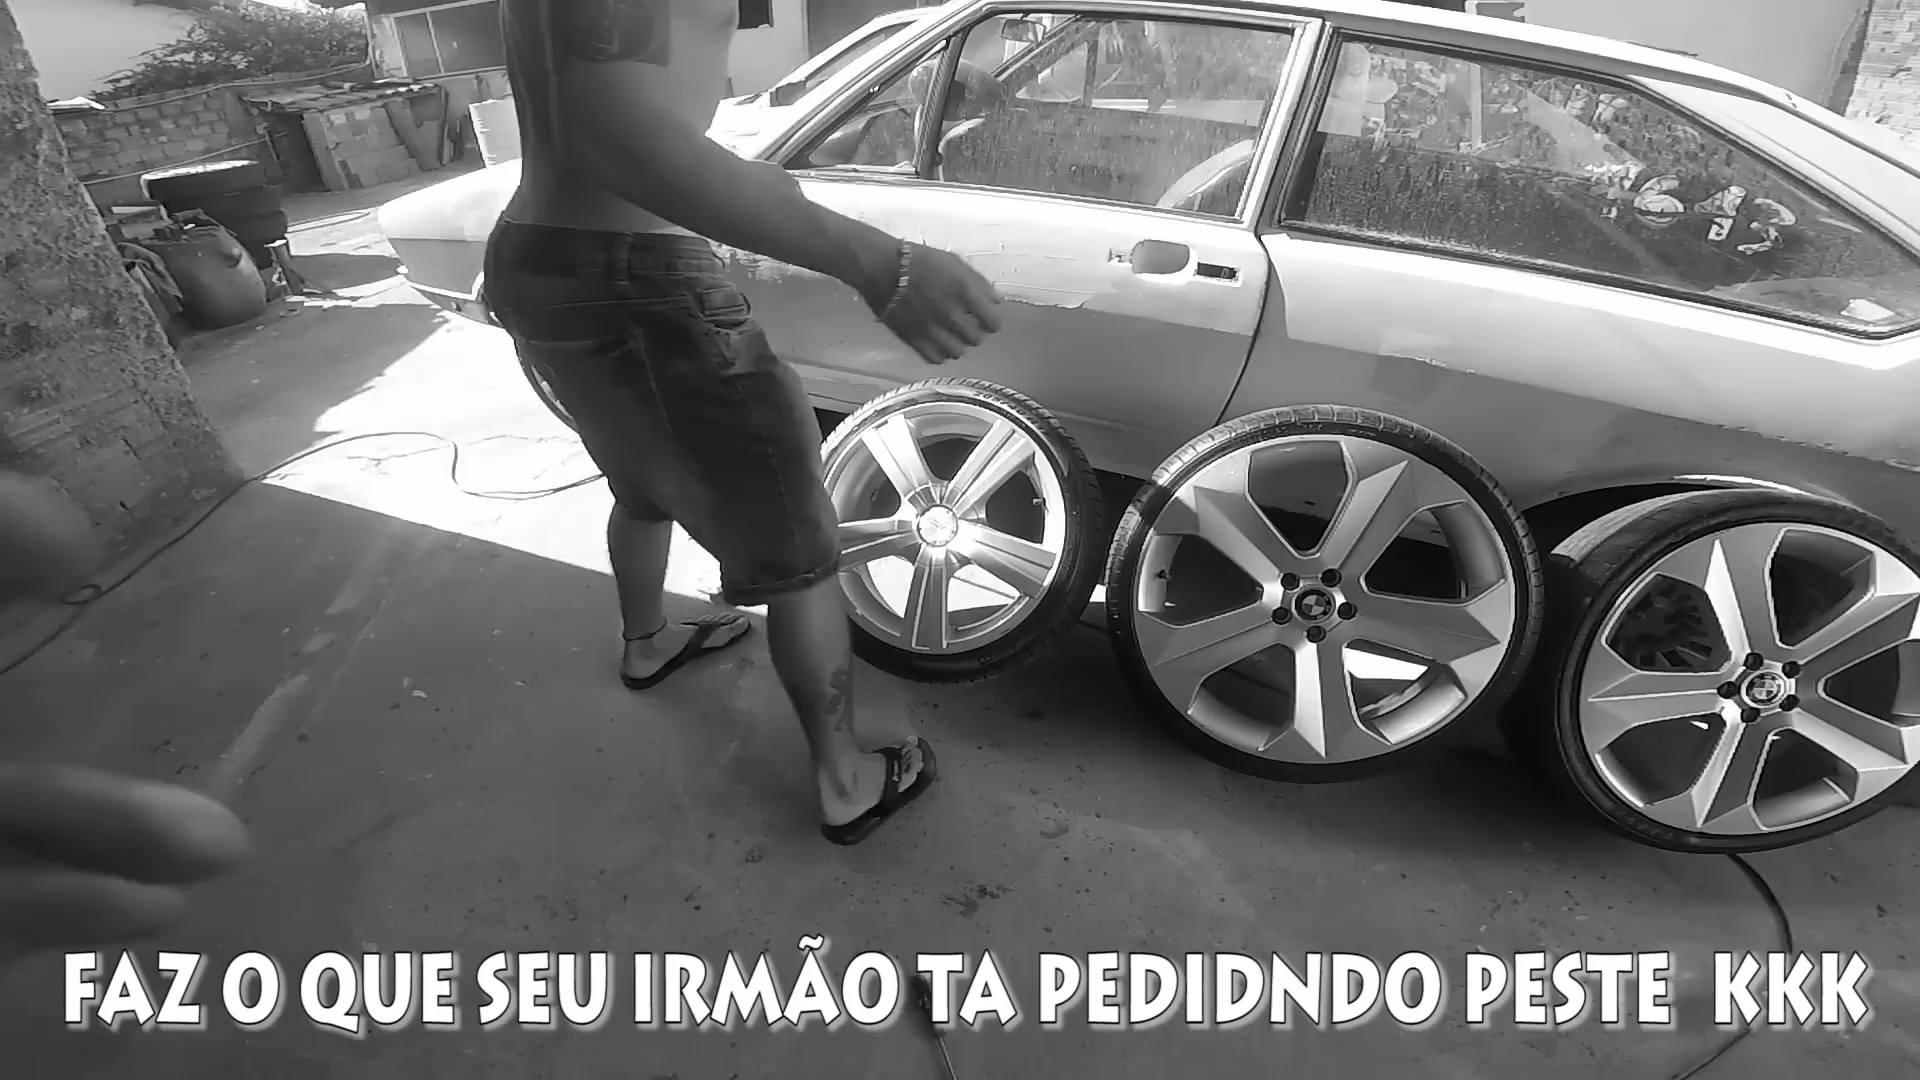 FAZ O QUE SEU IRMÃO TA PEDIDNDO PESTE KKK